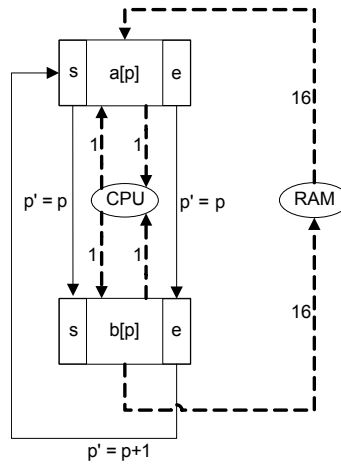 s a[p] e
16
1 1
p' = p CPU p' = p RAM
1 1
16
s b[p] e
p' = p+1